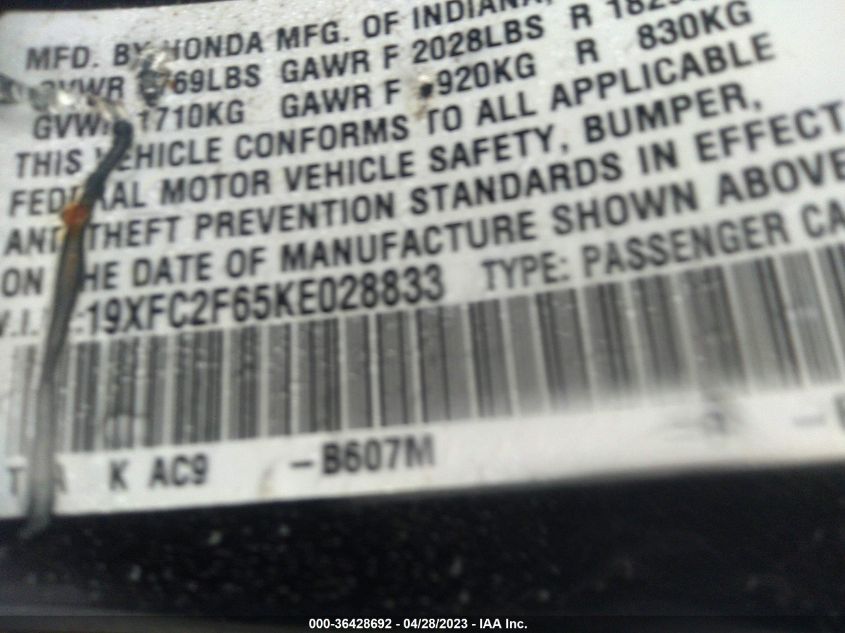 MFD. BY HONDA MFG. OF INDIANA,
GVWR 769LBS GAWR F 2028LBS R
GVWR 1710KG GAWR F 920KG R 830KG
THIS VEHICLE CONFORMS TO ALL APPLICABLE
FEDERAL MOTOR VEHICLE SAFETY, BUMPER,
AND THEFT PREVENTION STANDARDS IN EFFECT
ON THE DATE OF MANUFACTURE SHOWN ABOVE
19XFC2F65KE028833 TYPE: PASSENGER CA
K AC9 -B607M
000-36428692 - 04/28/2023 - IAA Inc.